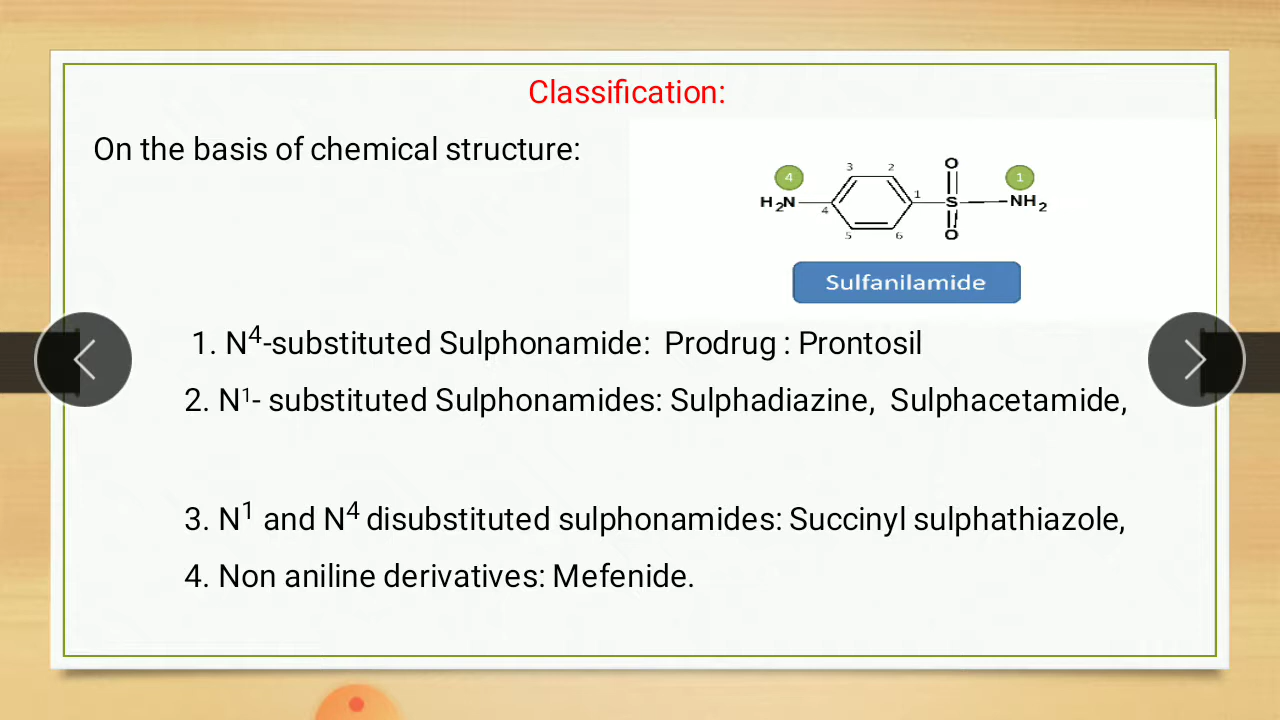 Classification:
On the basis of chemical structure:
4 3 2 O 1
H2N 4 1 S NH2
5 6 O
Sulfanilamide
1. N4-substituted Sulphonamide: Prodrug : Prontosil
2. N1- substituted Sulphonamides: Sulphadiazine, Sulphacetamide,
3. N1 and N4 disubstituted sulphonamides: Succinyl sulphathiazole,
4. Non aniline derivatives: Mefenide.